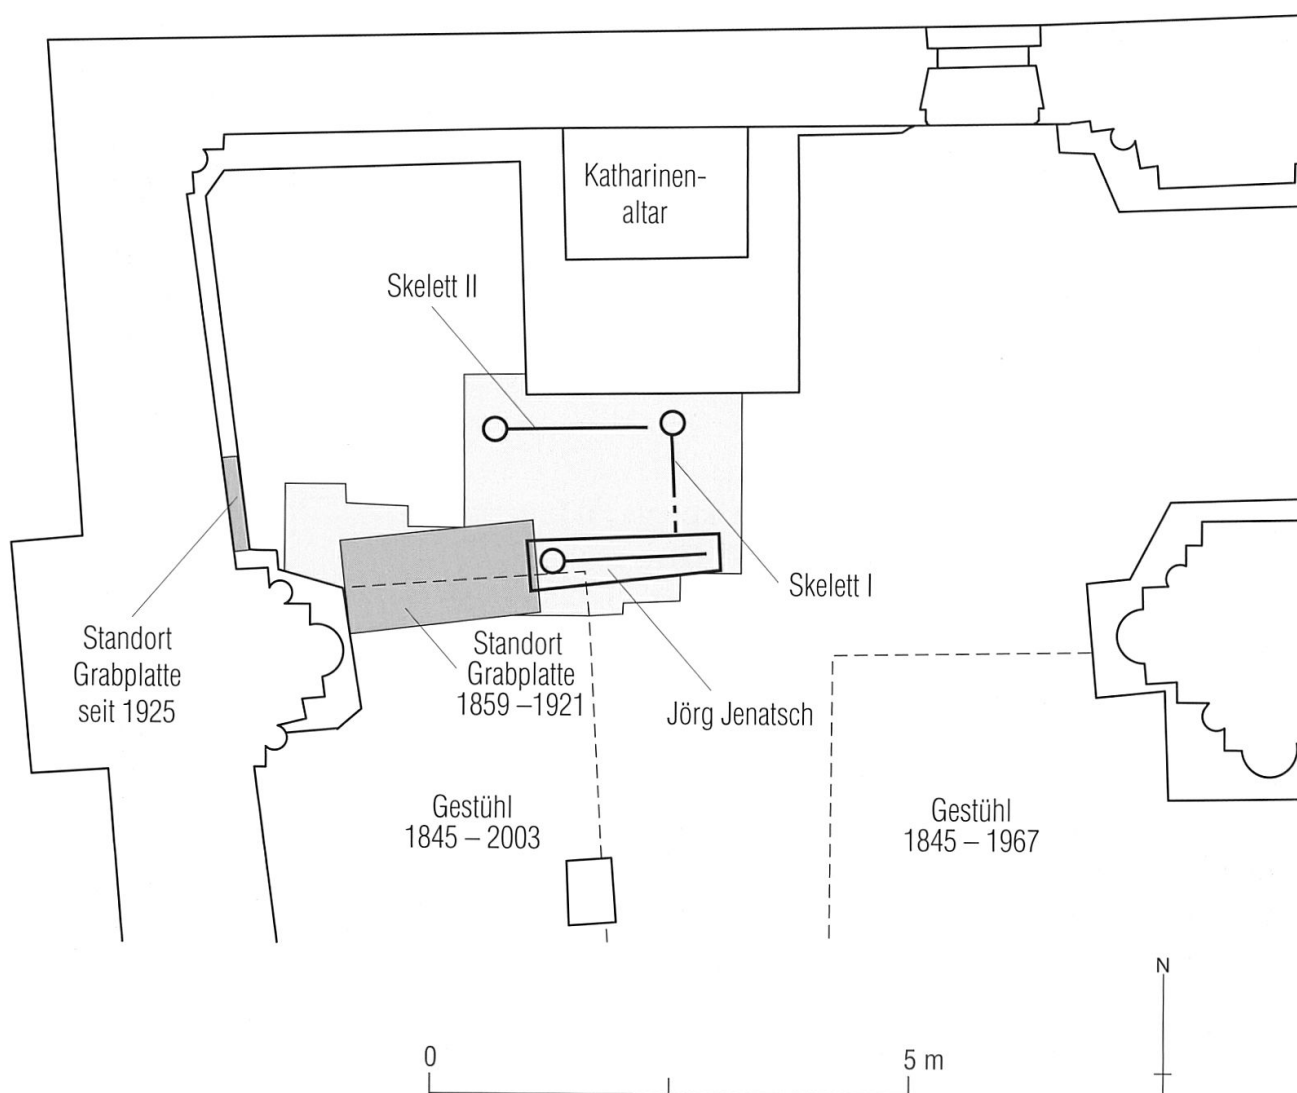 Katharinen-
altar
Skelett II
Skelett I
Standort
Grabplatte
seit 1925
Standort
Grabplatte
1859 –1921
Jörg Jenatsch
Gestühl
1845 – 2003
Gestühl
1845 – 1967
N
0
5 m